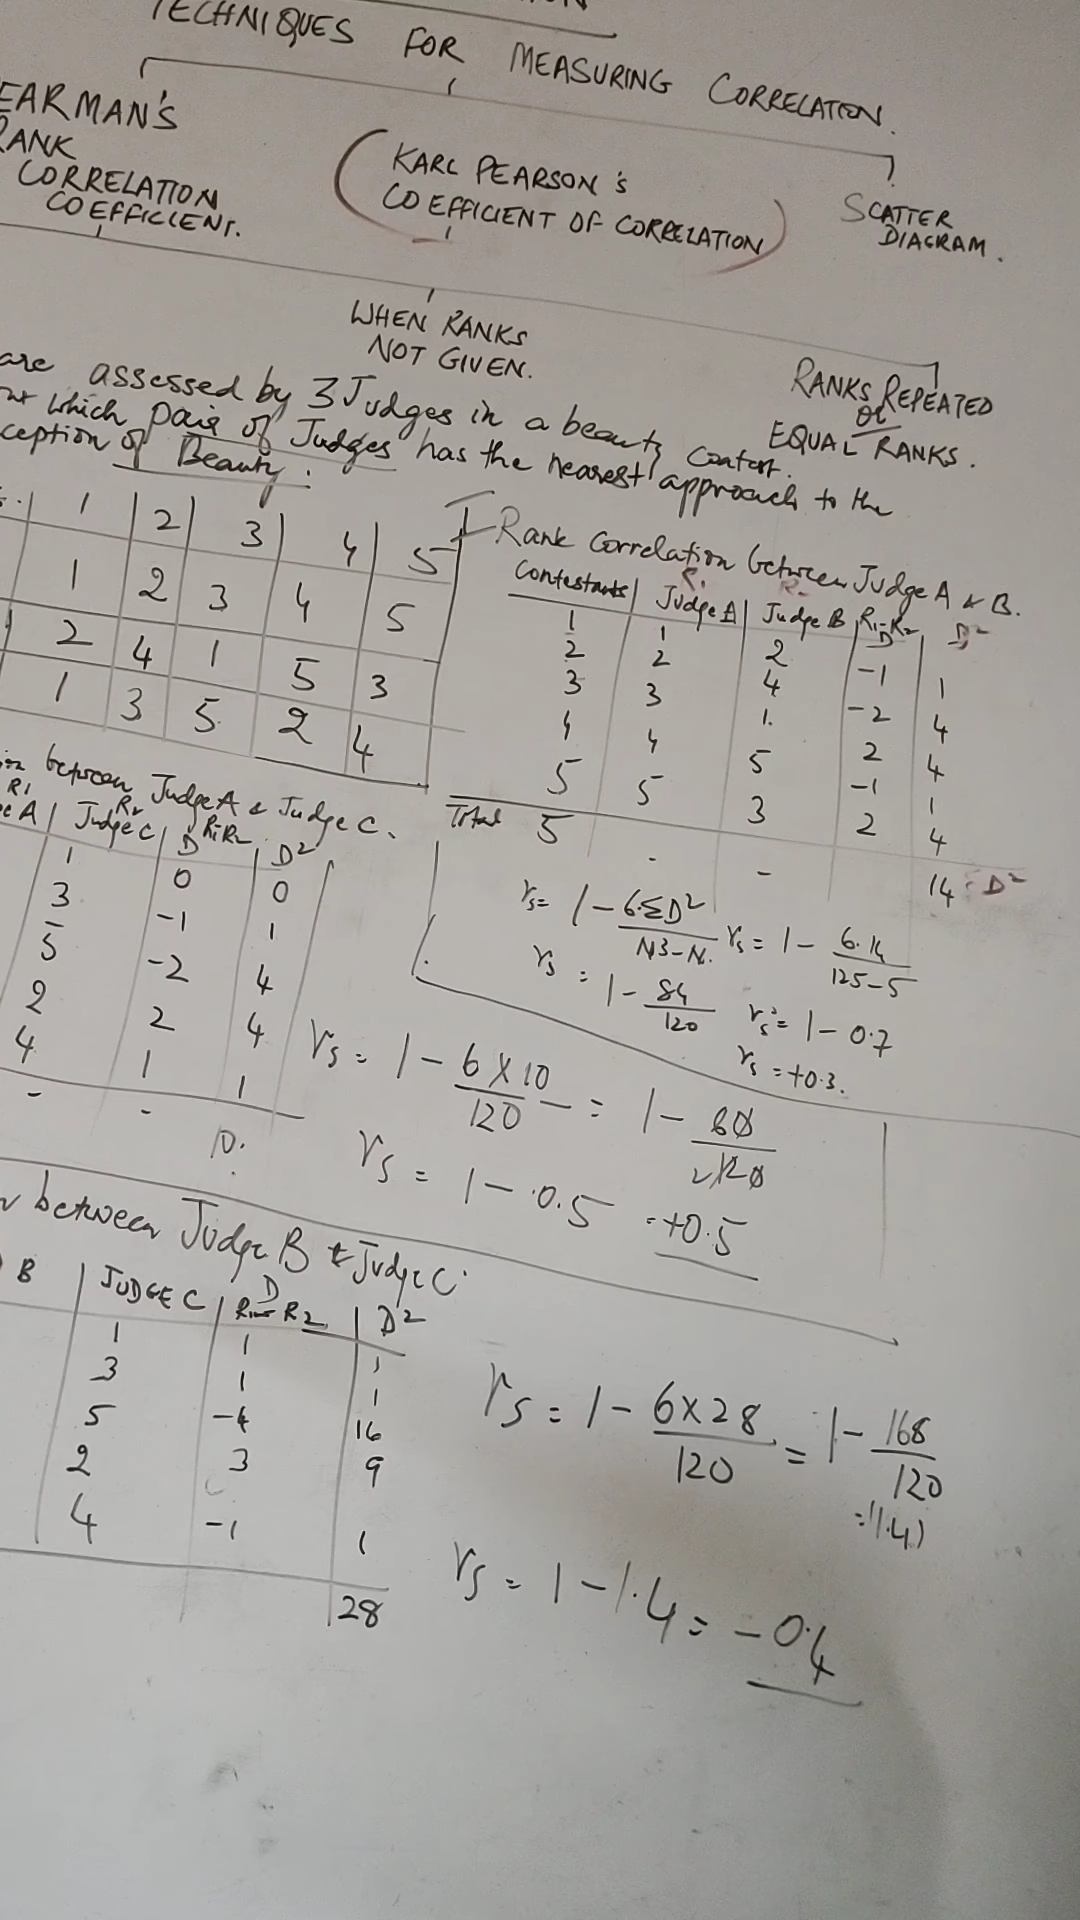 TECHNIQUES FOR MEASURING CORRELATION.
EARMAN'S
RANK
CORRELATION
COEFFICIENT.
KARL PEARSON'S
COEFFICIENT OF CORRELATION
SCATTER
DIAGRAM.
WHEN RANKS
NOT GIVEN.
RANKS REPEATED
OR
EQUAL RANKS.
are assessed by 3 Judges in a beauty contest.
which pair of Judges has the nearest approach to the
ception of Beauty:
1 2 3 4 5
1 2 3 4 5
2 4 1 5 3
1 3 5 2 4
I Rank Correlation between Judge A & B.
R1
Contestants Judge A Judge B R1-R2 D D²
1 1 2 -1 1
2 2 4 -2 4
3 3 1. 2 4
4 4 5 -1 1
5 5 3 2 4
Total 5 - - 14 = D²
rs = 1 - 6.ΣD² / N3-N. rs = 1 - 6.14 / 125-5
rs = 1 - 84 / 120 rs = 1 - 0.7
rs = +0.3.
between Judge A & Judge C.
R1 R2 R1-R2
A Judge C D D²
1 0 0
3 -1 1
5 -2 4
2 2 4
4 1 1
- - 10.
rs = 1 - 6 X 10 / 120 = 1 - 60 / 2 120
rs = 1 - 0.5 = +0.5
between Judge B & Judge C
B JUDGE C D R1-R2 D²
1 1 1
3 1 1
5 -4 16
2 3 9
4 -1 1
28
rs = 1 - 6 X 28 / 120 = 1 - 168 / 120
= (1.4)
rs = 1 - 1.4 = -0.4